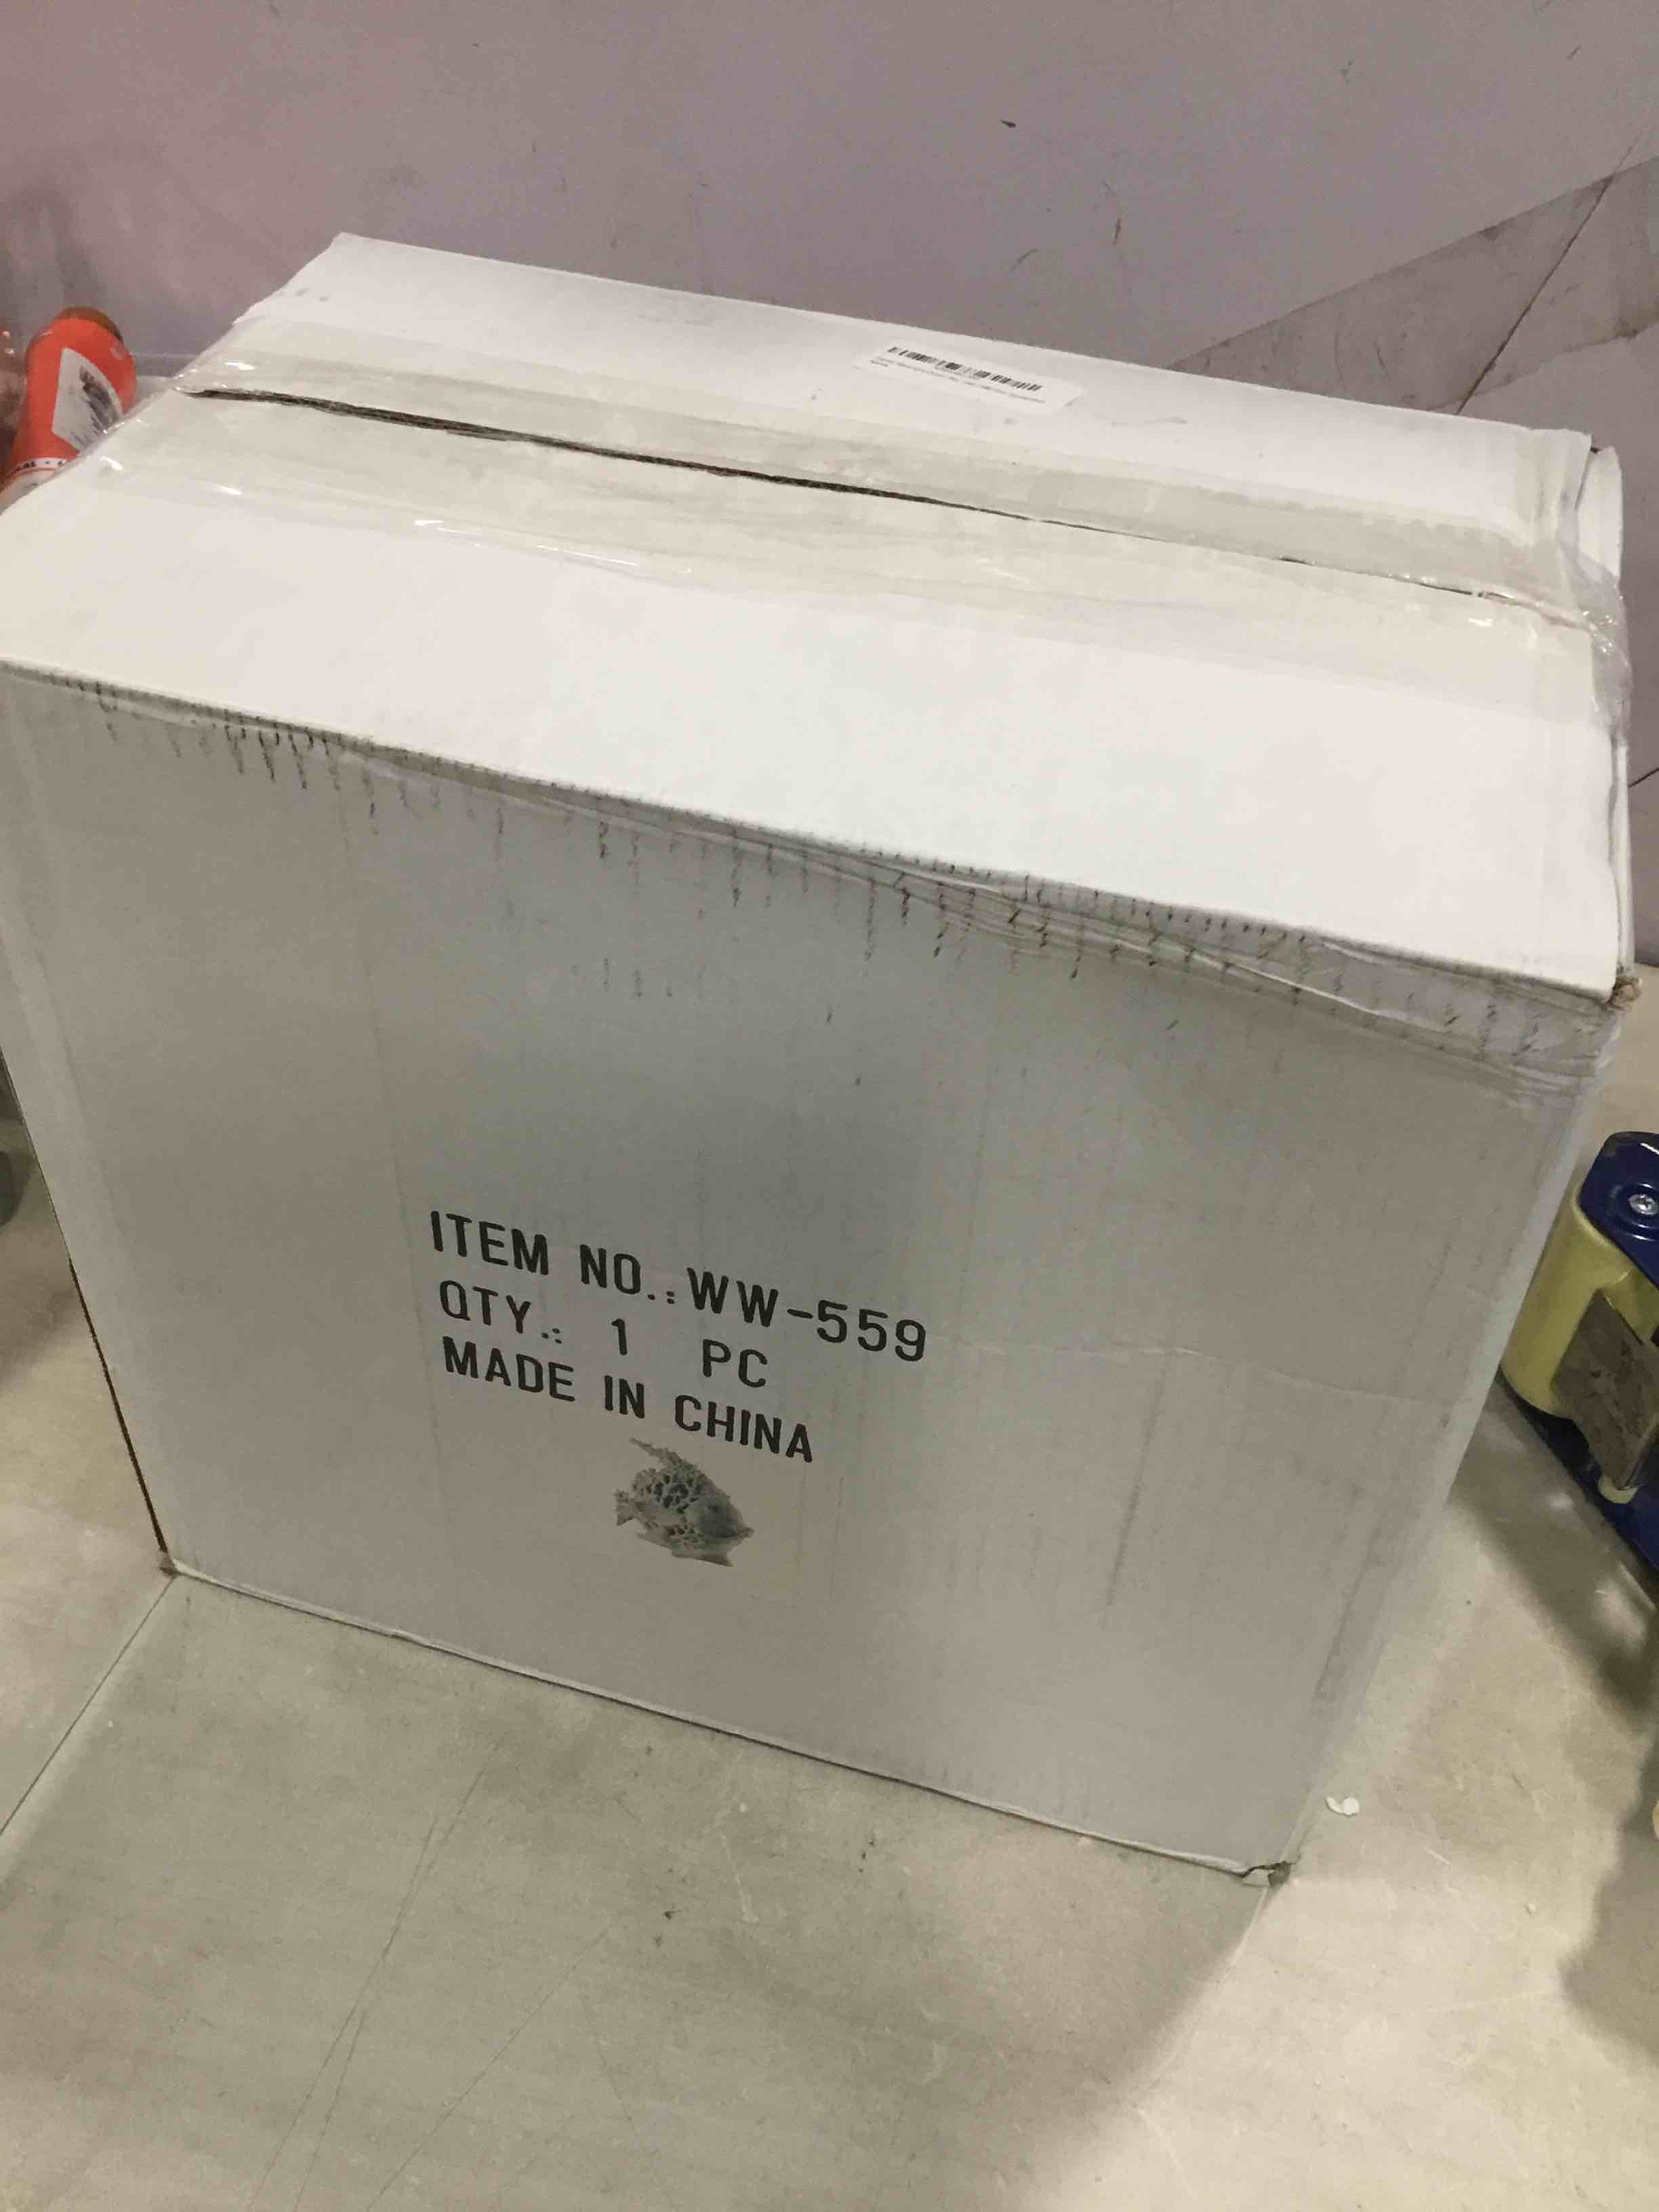 ITEM NO.:WW-559
QTY.: 1 PC
MADE IN CHINA